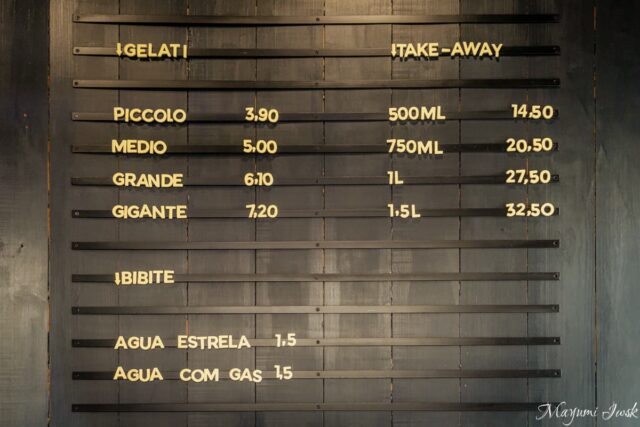 ↓GELATI ↓TAKE-AWAY
PICCOLO 3,90 500ML 14,50
MEDIO 5,00 750ML 20,50
GRANDE 6,10 1L 27,50
GIGANTE 7,20 1,5L 32,50
↓BIBITE
AGUA ESTRELA 1,5
AGUA COM GAS 1,5
Mayumi Iwsk